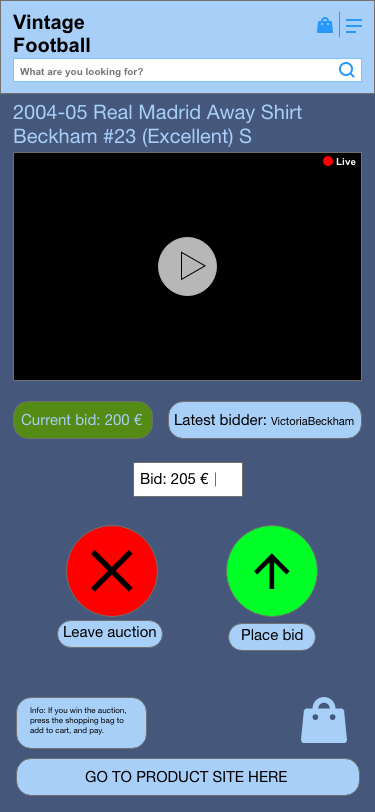 Vintage
Football
What are you looking for?
2004-05 Real Madrid Away Shirt
Beckham #23 (Excellent) S
Live
Current bid: 200 €
Latest bidder: VictoriaBeckham
Bid: 205 €
Leave auction
Place bid
Info: If you win the auction,
press the shopping bag to
add to cart, and pay.
GO TO PRODUCT SITE HERE